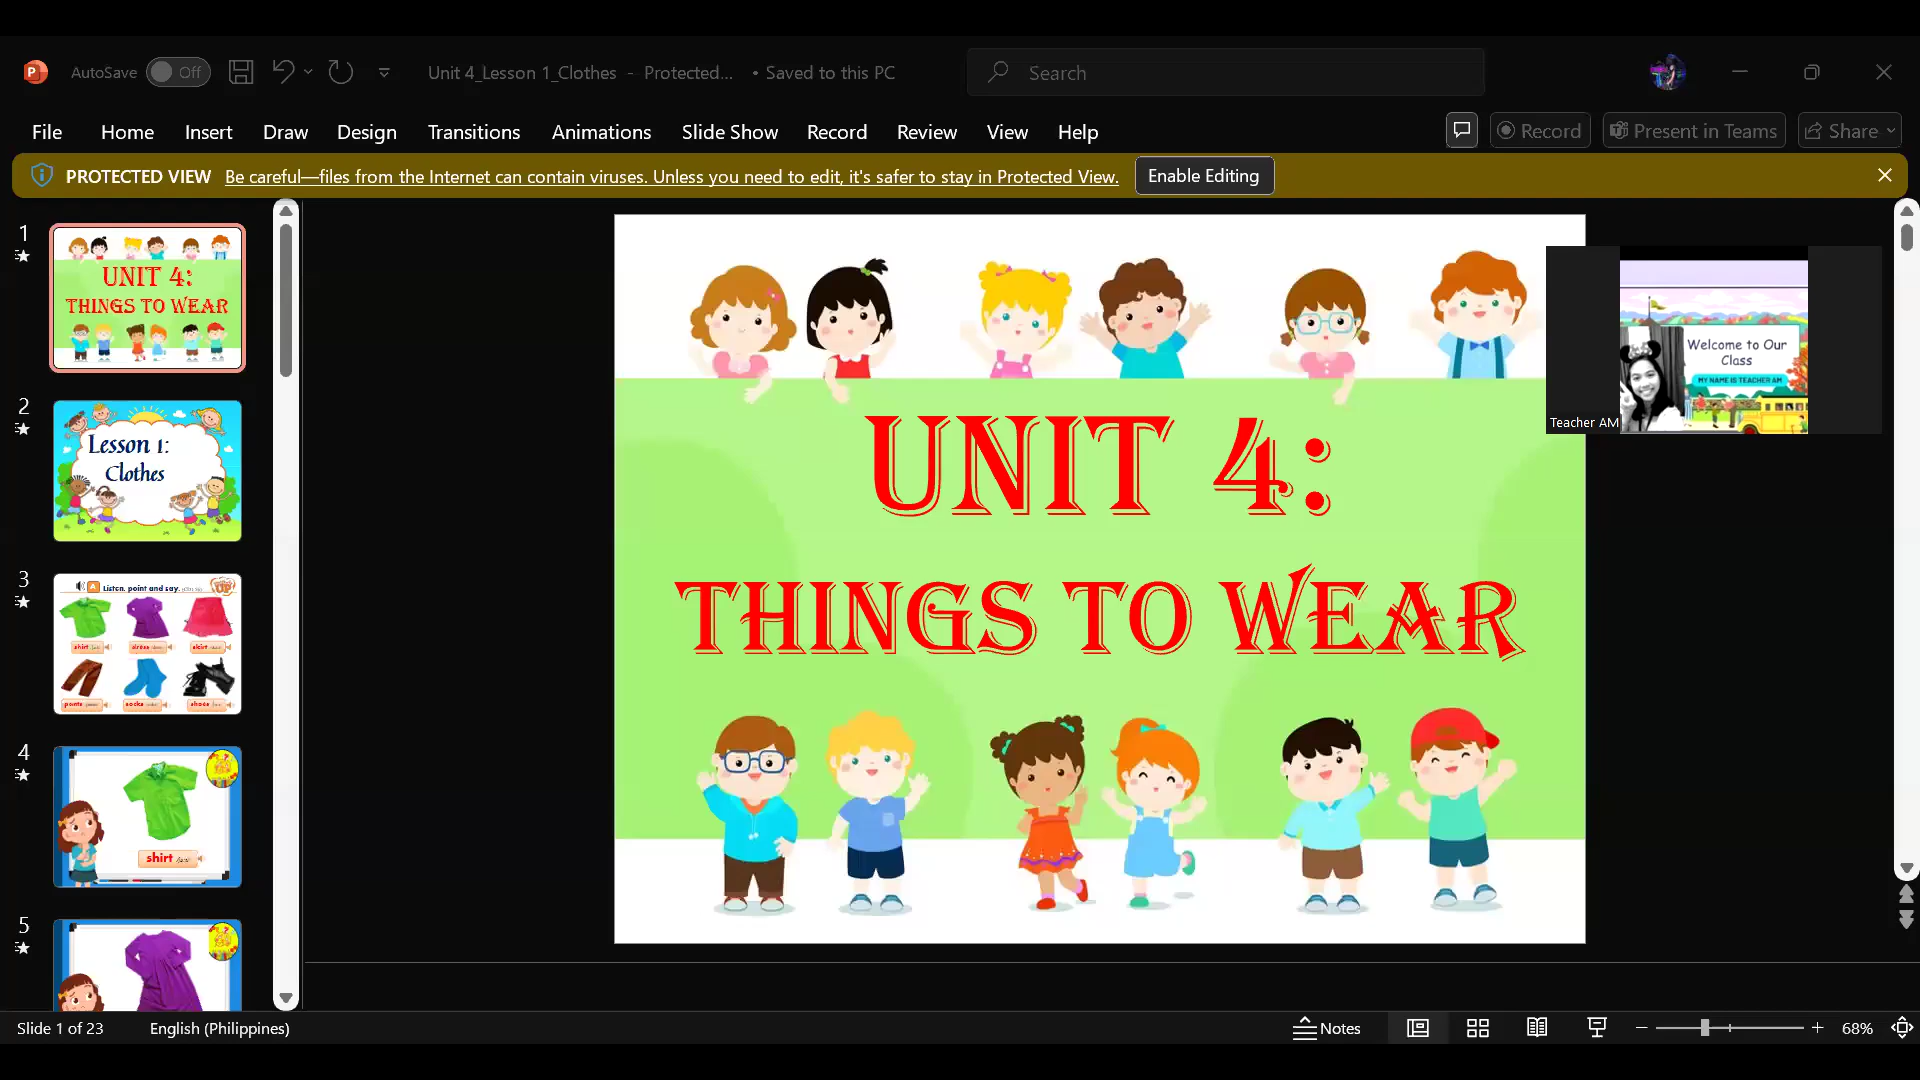 AutoSave Off Unit 4_Lesson 1_Clothes - Protected... • Saved to this PC Search
File Home Insert Draw Design Transitions Animations Slide Show Record Review View Help Record Present in Teams Share
PROTECTED VIEW Be careful—files from the Internet can contain viruses. Unless you need to edit, it's safer to stay in Protected View. Enable Editing
1
UNIT 4:
THINGS TO WEAR
2
Lesson 1:
Clothes
3
A Listen, point and say.
UP
shirt dress skirt
pants socks shoes
4
shirt
5
UNIT 4:
THINGS TO WEAR
Welcome to Our
Class
MY NAME IS TEACHER AM
Teacher AM
Slide 1 of 23 English (Philippines) Notes 68%